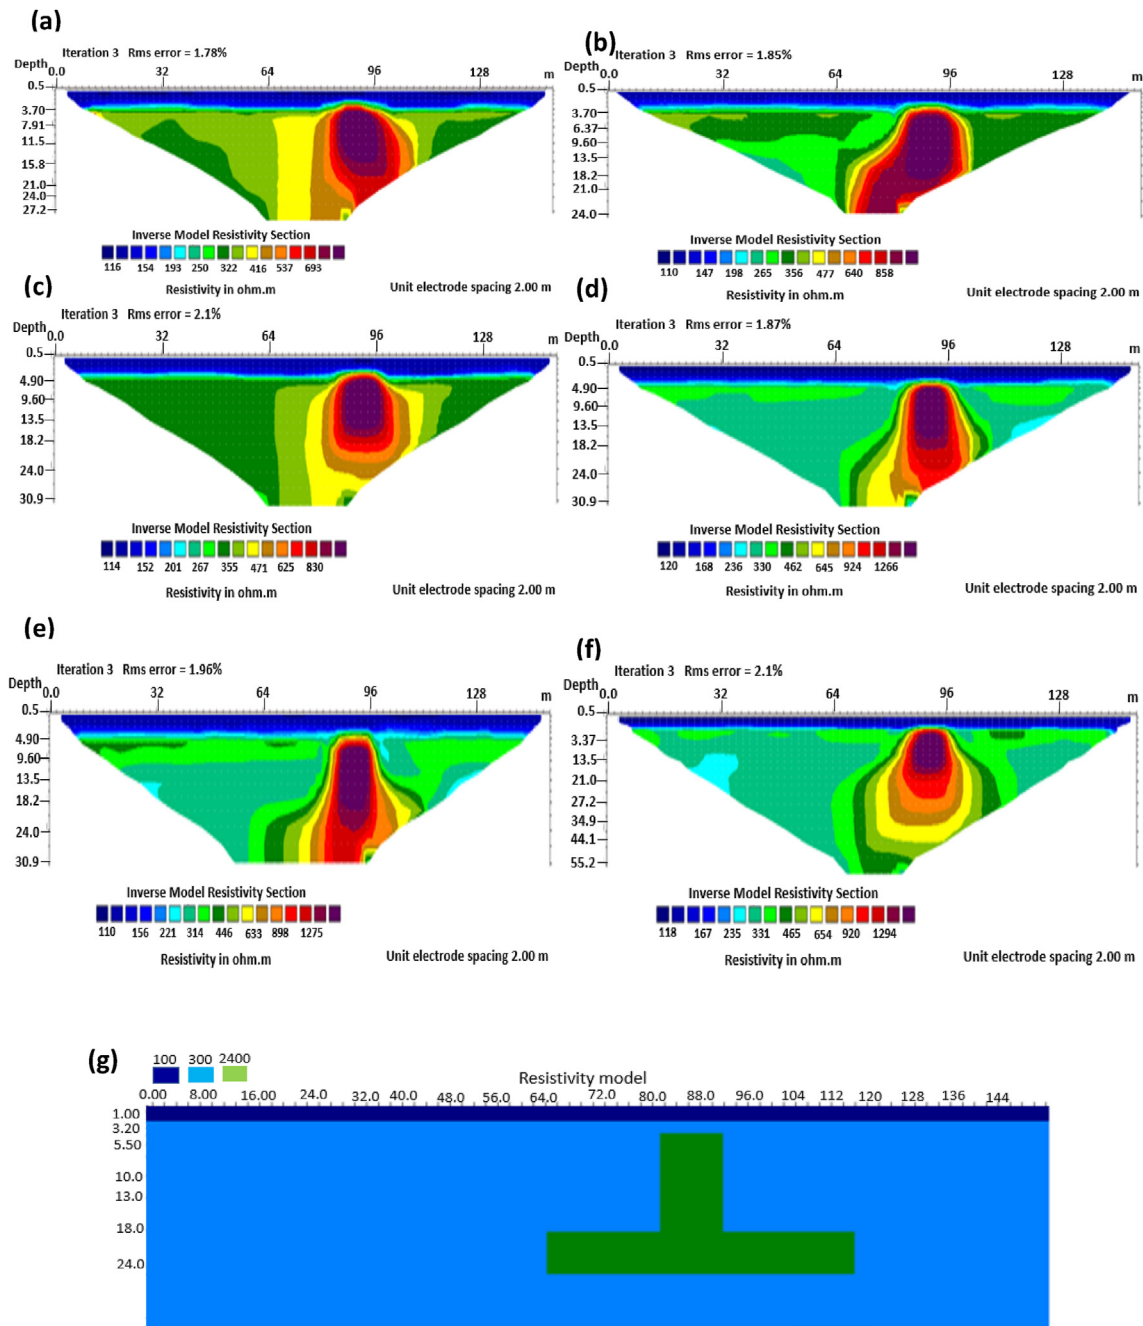 (a)
Iteration 3 Rms error = 1.78%
Depth 0.0 32 64 96 128 m
0.5
3.70
7.91
11.5
15.8
21.0
24.0
27.2
Inverse Model Resistivity Section
116 154 193 250 322 416 537 693
Resistivity in ohm.m
Unit electrode spacing 2.00 m
(b)
Iteration 3 Rms error = 1.85%
Depth 0.0 32 64 96 128 m
0.5
3.70
6.37
9.60
13.5
18.2
21.0
24.0
Inverse Model Resistivity Section
110 147 198 265 356 477 640 858
Resistivity in ohm.m
Unit electrode spacing 2.00 m
(c)
Iteration 3 Rms error = 2.1%
Depth 0.0 32 64 96 128 m
0.5
4.90
9.60
13.5
18.2
24.0
30.9
Inverse Model Resistivity Section
114 152 201 267 355 471 625 830
Resistivity in ohm.m
Unit electrode spacing 2.00 m
(d)
Iteration 3 Rms error = 1.87%
Depth 0.0 32 64 96 128 m
0.5
4.90
9.60
13.5
18.2
24.0
30.9
Inverse Model Resistivity Section
120 168 236 330 462 645 924 1266
Resistivity in ohm.m
Unit electrode spacing 2.00 m
(e)
Iteration 3 Rms error = 1.96%
Depth 0.0 32 64 96 128 m
0.5
4.90
9.60
13.5
18.2
24.0
30.9
Inverse Model Resistivity Section
110 156 221 314 446 633 898 1275
Resistivity in ohm.m
Unit electrode spacing 2.00 m
(f)
Iteration 3 Rms error = 2.1%
Depth 0.0 32 64 96 128 m
0.5
3.37
13.5
21.0
27.2
34.9
44.1
55.2
Inverse Model Resistivity Section
118 167 235 331 465 654 920 1294
Resistivity in ohm.m
Unit electrode spacing 2.00 m
(g)
100 300 2400
Resistivity model
0.00 8.00 16.00 24.0 32.0 40.0 48.0 56.0 64.0 72.0 80.0 88.0 96.0 104 112 120 128 136 144
1.00
3.20
5.50
10.0
13.0
18.0
24.0